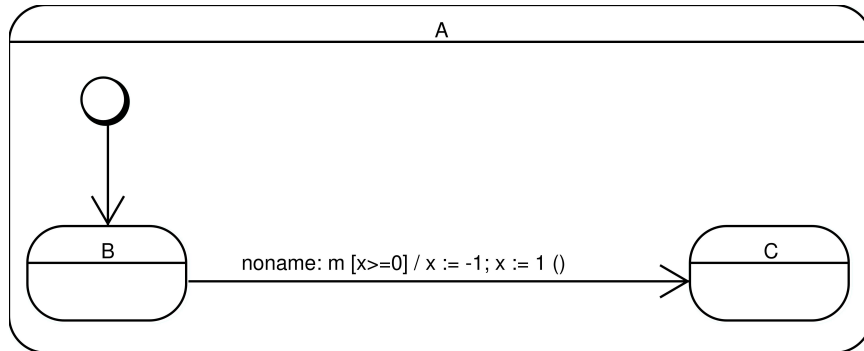 A
B
noname: m [x>=0] / x := -1; x := 1 ()
C